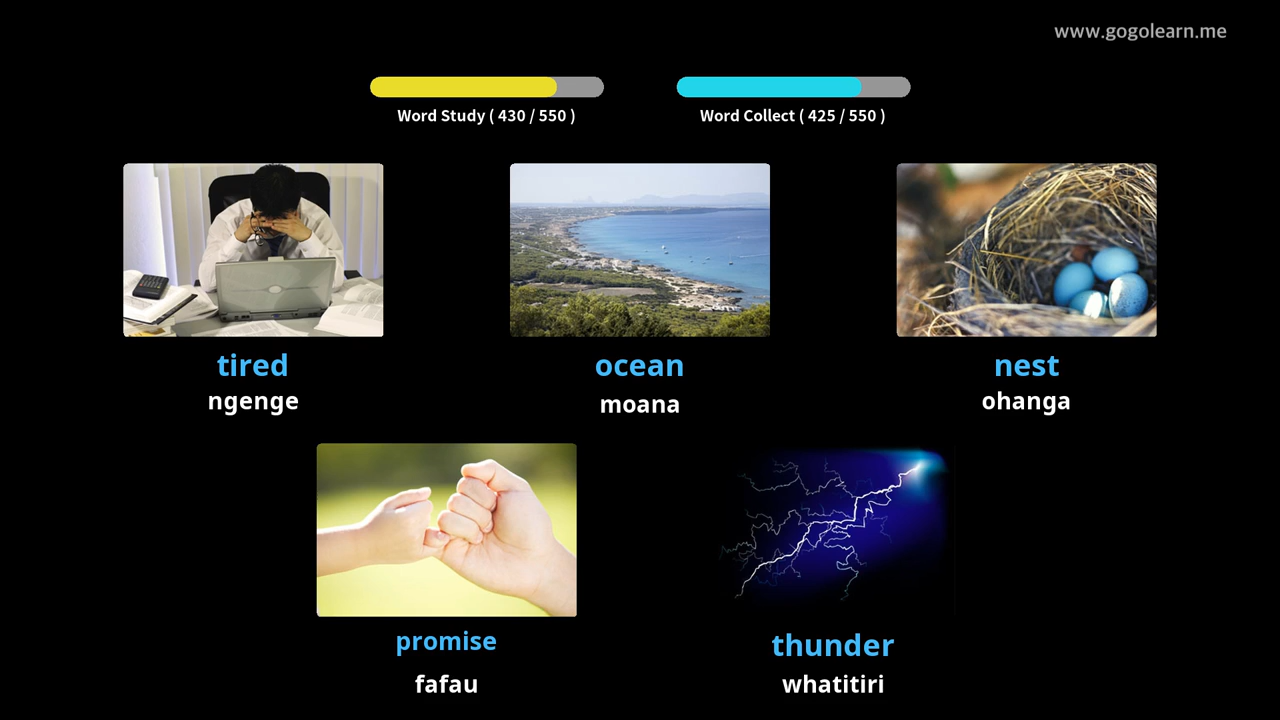 www.gogolearn.me
Word Study ( 430 / 550 )
Word Collect ( 425 / 550 )
tired
ngenge
ocean
moana
nest
ohanga
promise
fafau
thunder
whatitiri